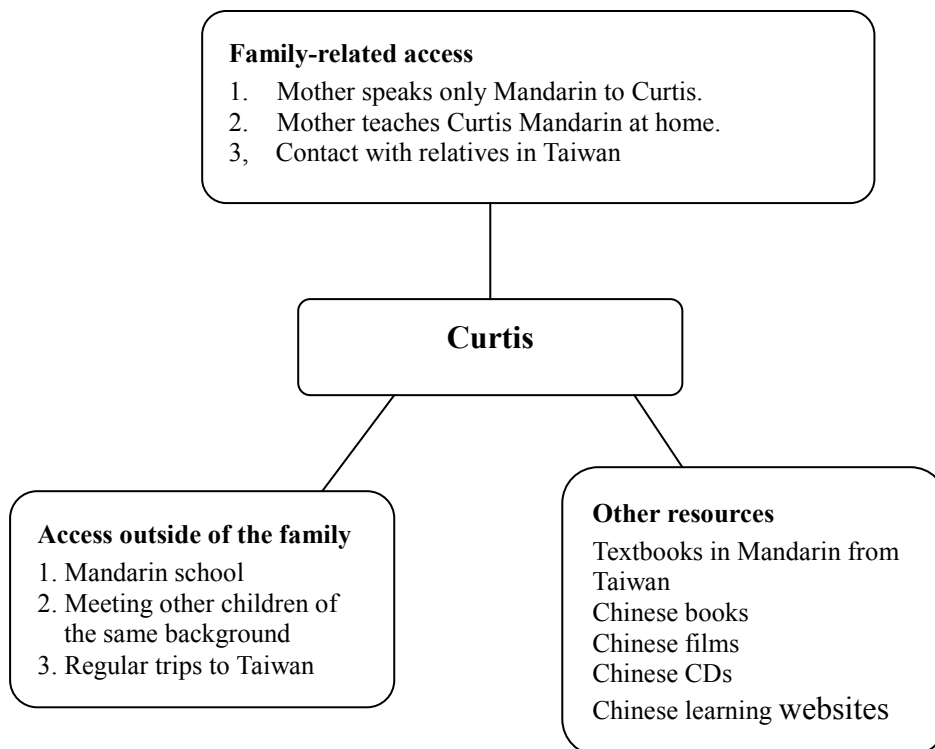 Family-related access
1. Mother speaks only Mandarin to Curtis.
2. Mother teaches Curtis Mandarin at home.
3, Contact with relatives in Taiwan
Curtis
Access outside of the family
1. Mandarin school
2. Meeting other children of
the same background
3. Regular trips to Taiwan
Other resources
Textbooks in Mandarin from
Taiwan
Chinese books
Chinese films
Chinese CDs
Chinese learning websites